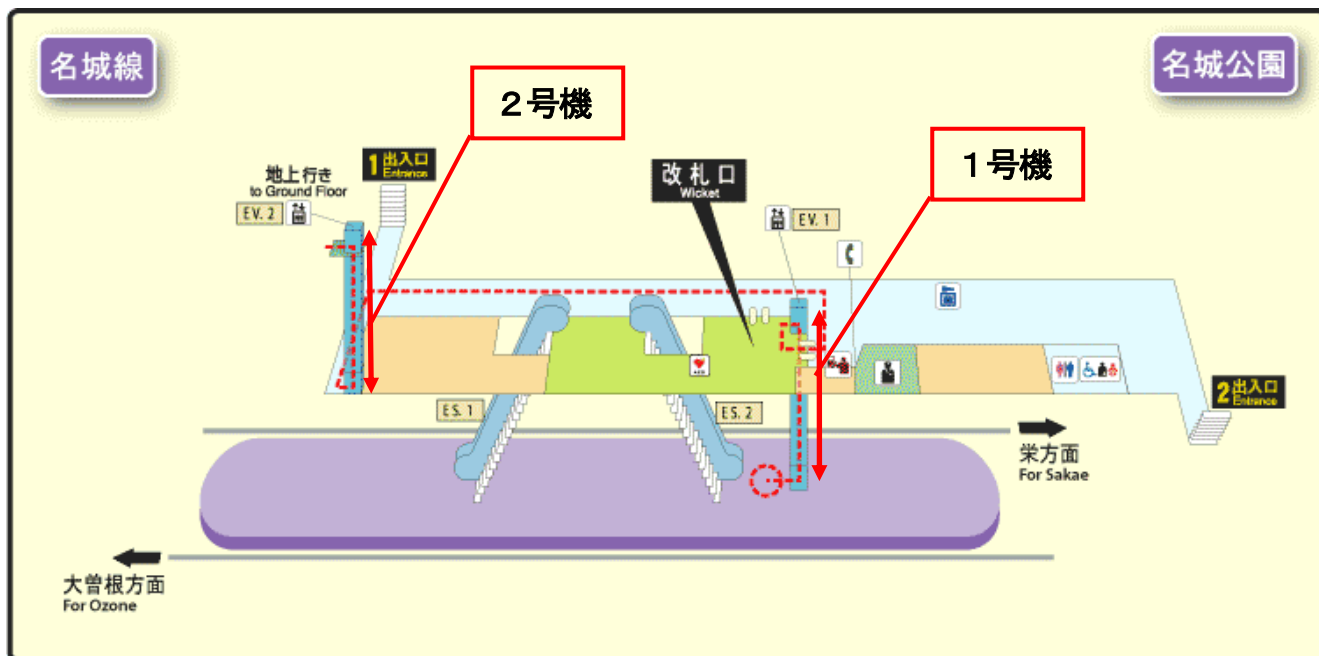 名城線
名城公園
２号機
１号機
1 出入口
Entrance
地上行き
to Ground Floor
EV. 2
改札口
Wicket
EV. 1
AED
ES. 1
ES. 2
2 出入口
Entrance
栄方面
For Sakae
大曽根方面
For Ozone